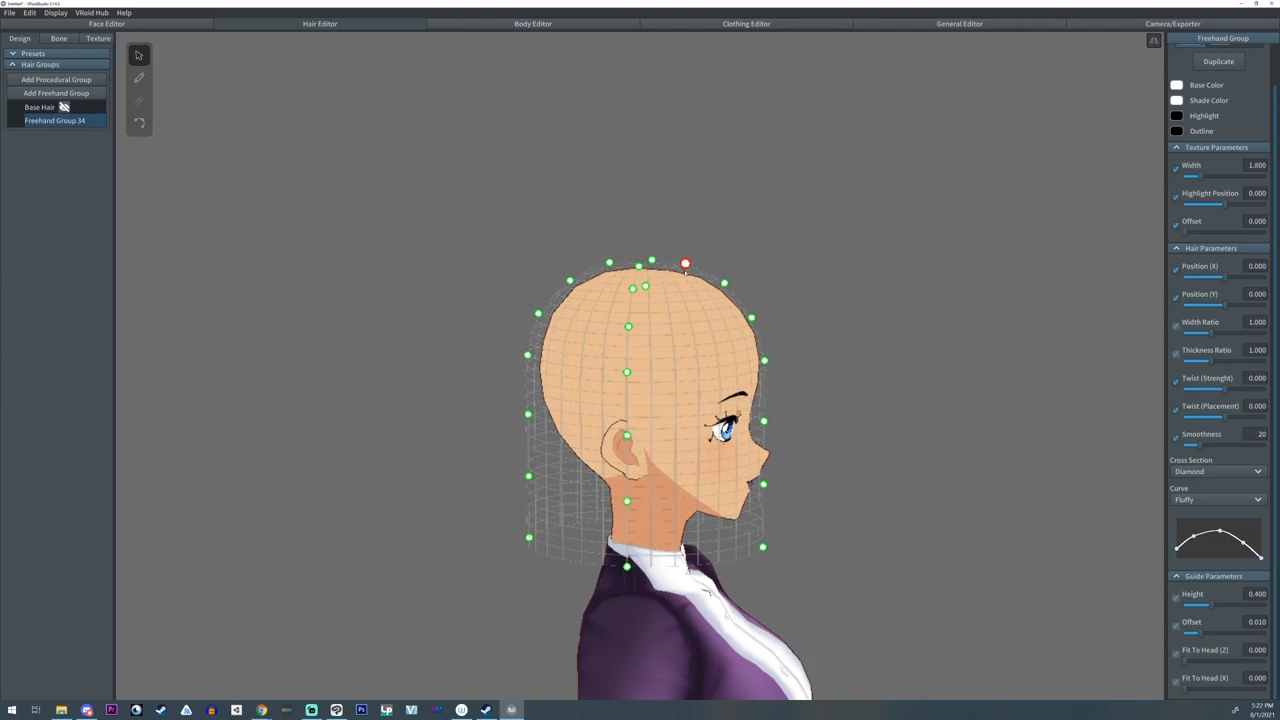 Untitled* - VRoidStudio
File Edit Display VRoid Hub Help
Face Editor Hair Editor Body Editor Clothing Editor General Editor Camera/Exporter
Design Bone Texture
Presets
Hair Groups
Add Procedural Group
Add Freehand Group
Base Hair
Freehand Group 34
Freehand Group
Duplicate
Base Color
Shade Color
Highlight
Outline
Texture Parameters
Width 1.800
Highlight Position 0.000
Offset 0.000
Hair Parameters
Position (X) 0.000
Position (Y) 0.000
Width Ratio 1.000
Thickness Ratio 1.000
Twist (Strenght) 0.000
Twist (Placement) 0.000
Smoothness 20
Cross Section
Diamond
Curve
Fluffy
Guide Parameters
Height 0.400
Offset 0.010
Fit To Head (Z) 0.000
Fit To Head (X) 0.000
5:22 PM
8/1/2021